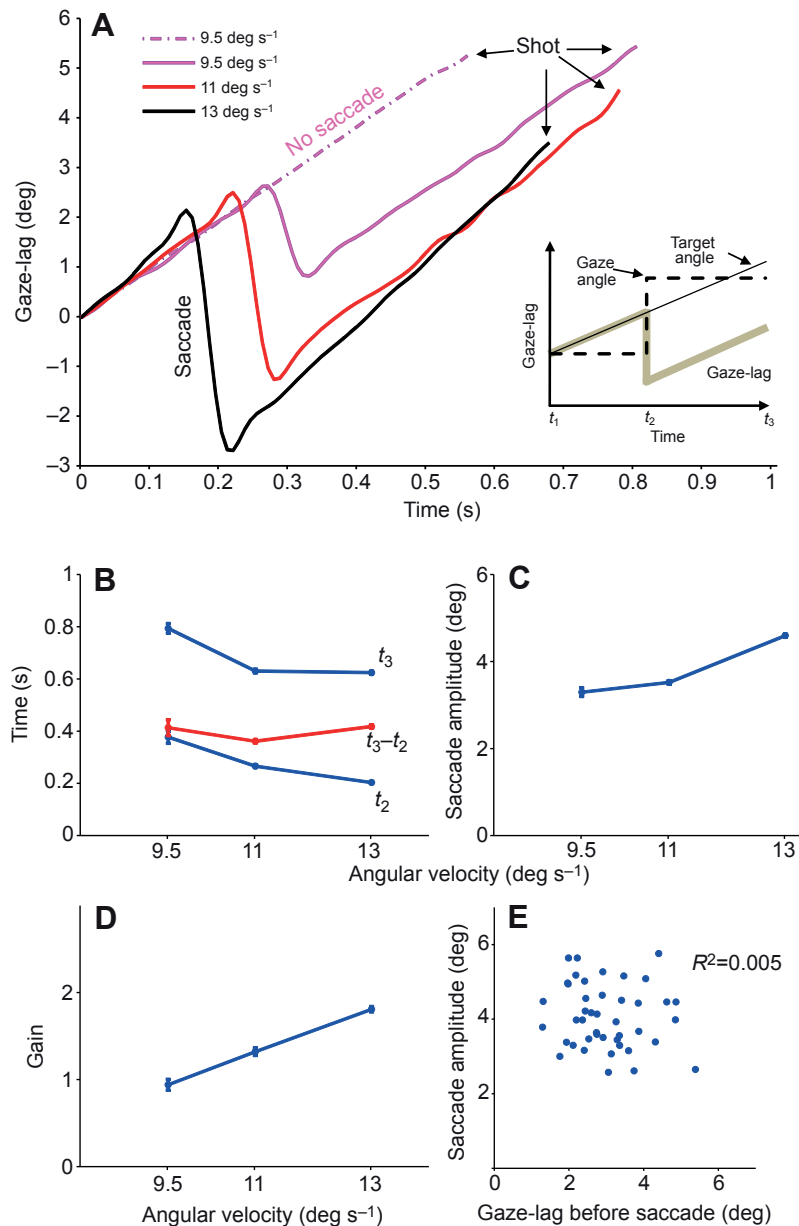 A
9.5 deg s⁻¹
9.5 deg s⁻¹
11 deg s⁻¹
13 deg s⁻¹
Shot
No saccade
Saccade
Gaze-lag (deg)
6
5
4
3
2
1
0
–1
–2
–3
0 0.1 0.2 0.3 0.4 0.5 0.6 0.7 0.8 0.9 1
Time (s)
Target angle
Gaze angle
Gaze-lag
Gaze-lag
t₁ t₂ t₃
Time
B
Time (s)
1
0.8
0.6
0.4
0.2
0
t₃
t₃–t₂
t₂
9.5 11 13
C
Saccade amplitude (deg)
6
4
2
0
9.5 11 13
Angular velocity (deg s⁻¹)
D
Gain
2
1
0
9.5 11 13
Angular velocity (deg s⁻¹)
E
Saccade amplitude (deg)
6
4
2
R²=0.005
0 2 4 6
Gaze-lag before saccade (deg)